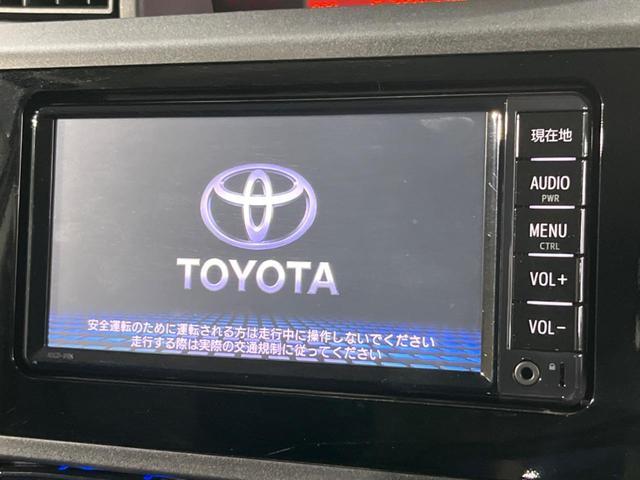 現在地
AUDIO
PWR
MENU
CTRL
VOL+
VOL-
TOYOTA
安全運転のために運転される方は走行中に操作しないでください
走行する際は実際の交通規制に従ってください